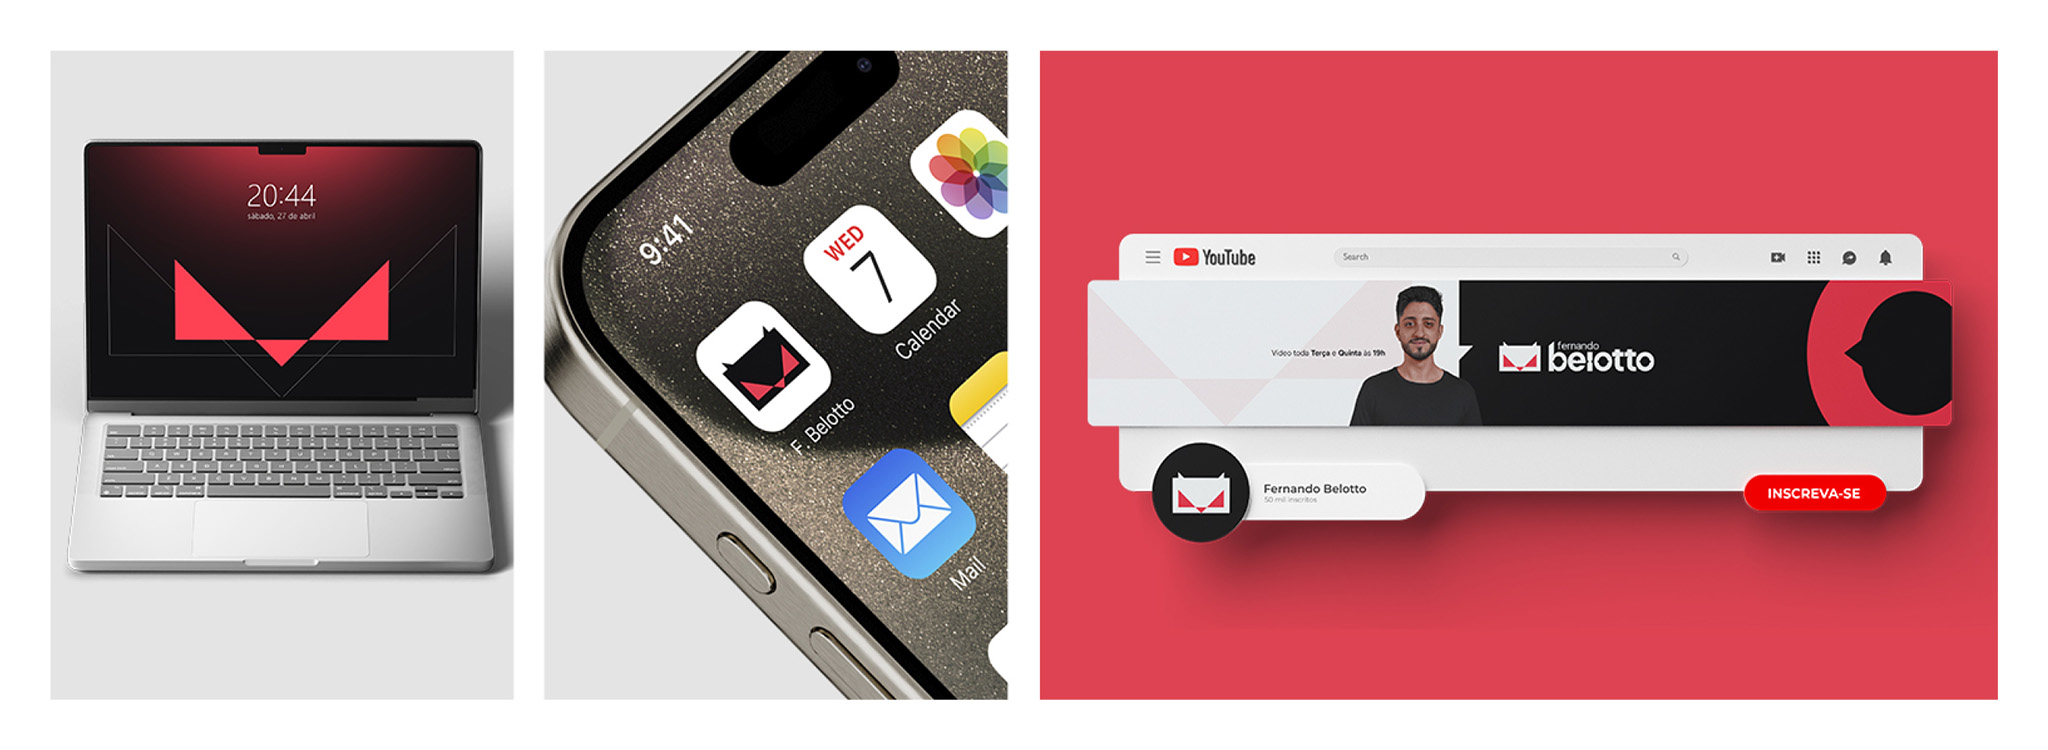 20:44
sábado, 27 de abril
9:41
WED
7
Calendar
F. Belotto
Mail
YouTube
Search
Vídeo toda Terça e Quinta às 19h
fernando
belotto
Fernando Belotto
50 mil inscritos
INSCREVA-SE